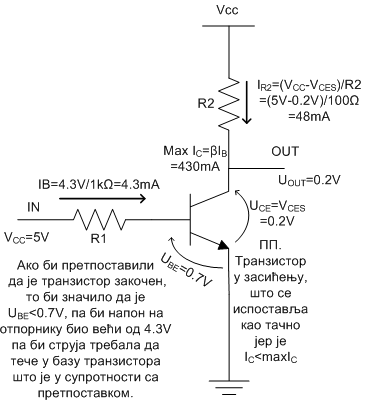 Vcc
I_R2=(V_CC-V_CES)/R2
=(5V-0.2V)/100Ω
=48mA
R2
Max I_C=βI_B
=430mA
OUT
IB=4.3V/1kΩ=4.3mA
U_OUT=0.2V
IN
U_CE=V_CES
=0.2V
R1
V_CC=5V
U_BE=0.7V
Ако би претпоставили
да је транзистор закочен,
то би значило да је
U_BE<0.7V, па би напон на
отпорнику био већи од 4.3V
па би струја требала да
тече у базу транзистора
што је у супротности са
претпоставком.
ПП.
Транзистор
у засићењу,
што се
испоставља
као тачно
јер је
I_C<maxI_C